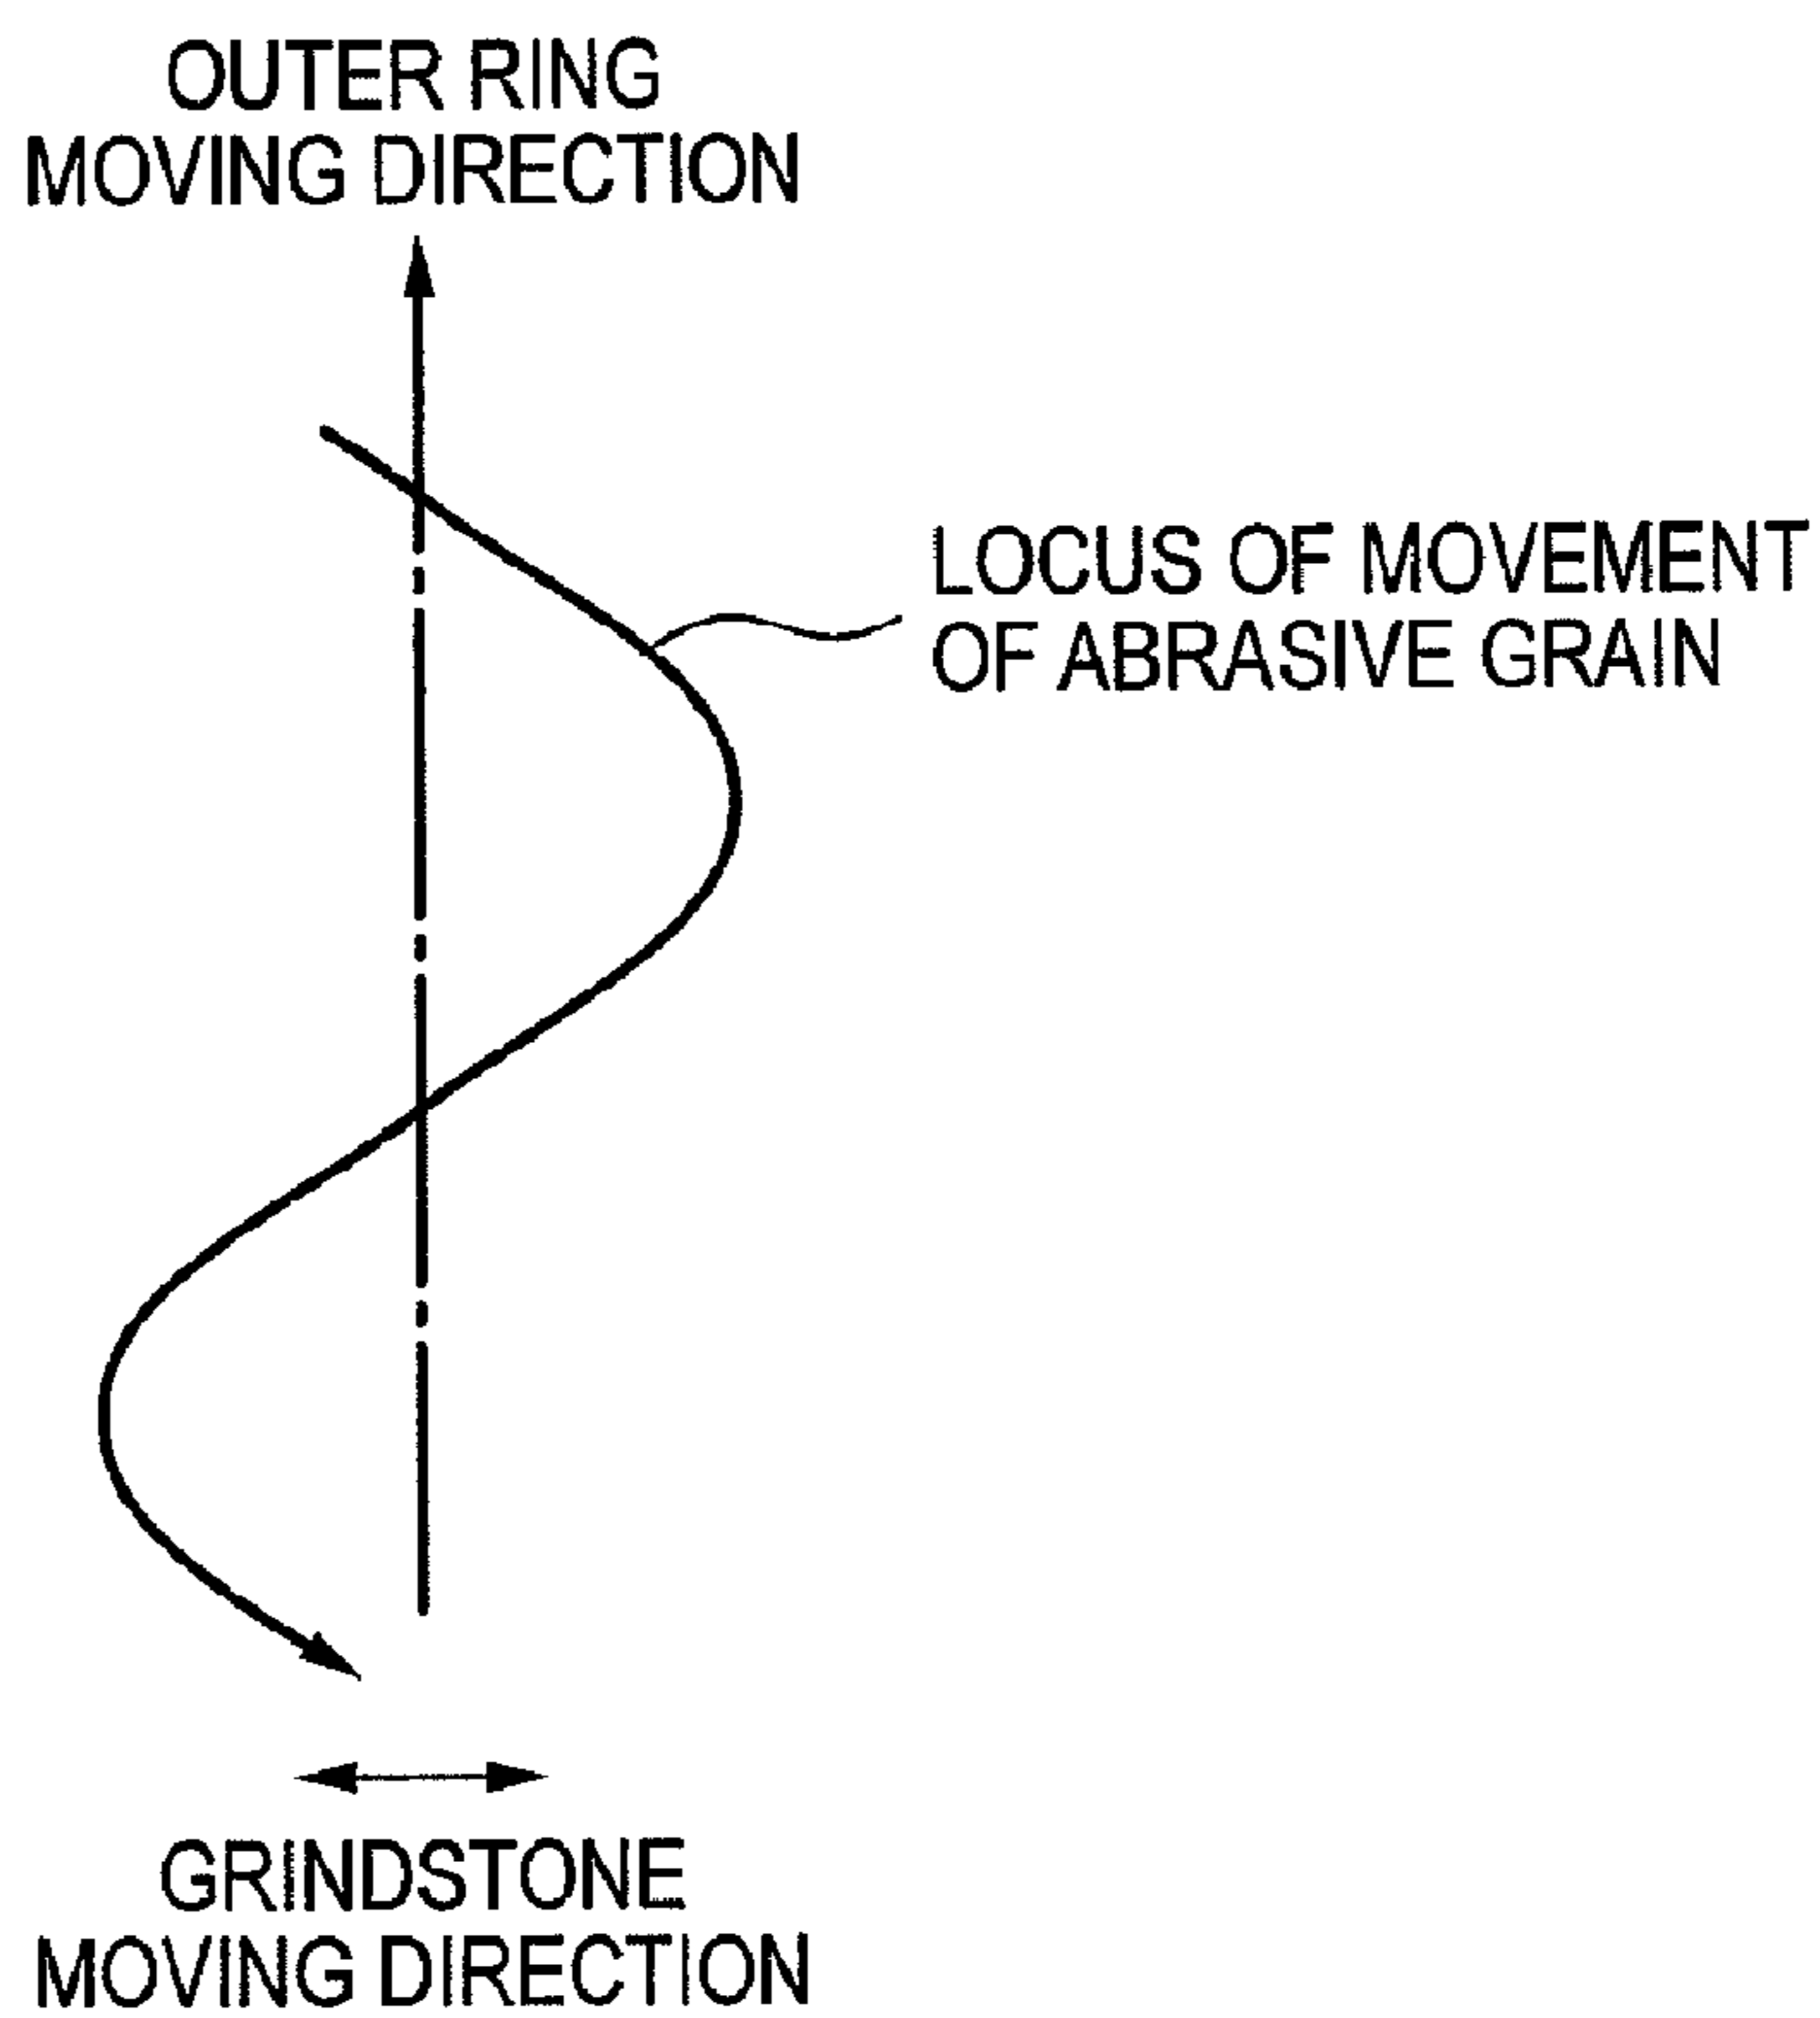 OUTER RING
MOVING DIRECTION
LOCUS OF MOVEMENT
OF ABRASIVE GRAIN
GRINDSTONE
MOVING DIRECTION